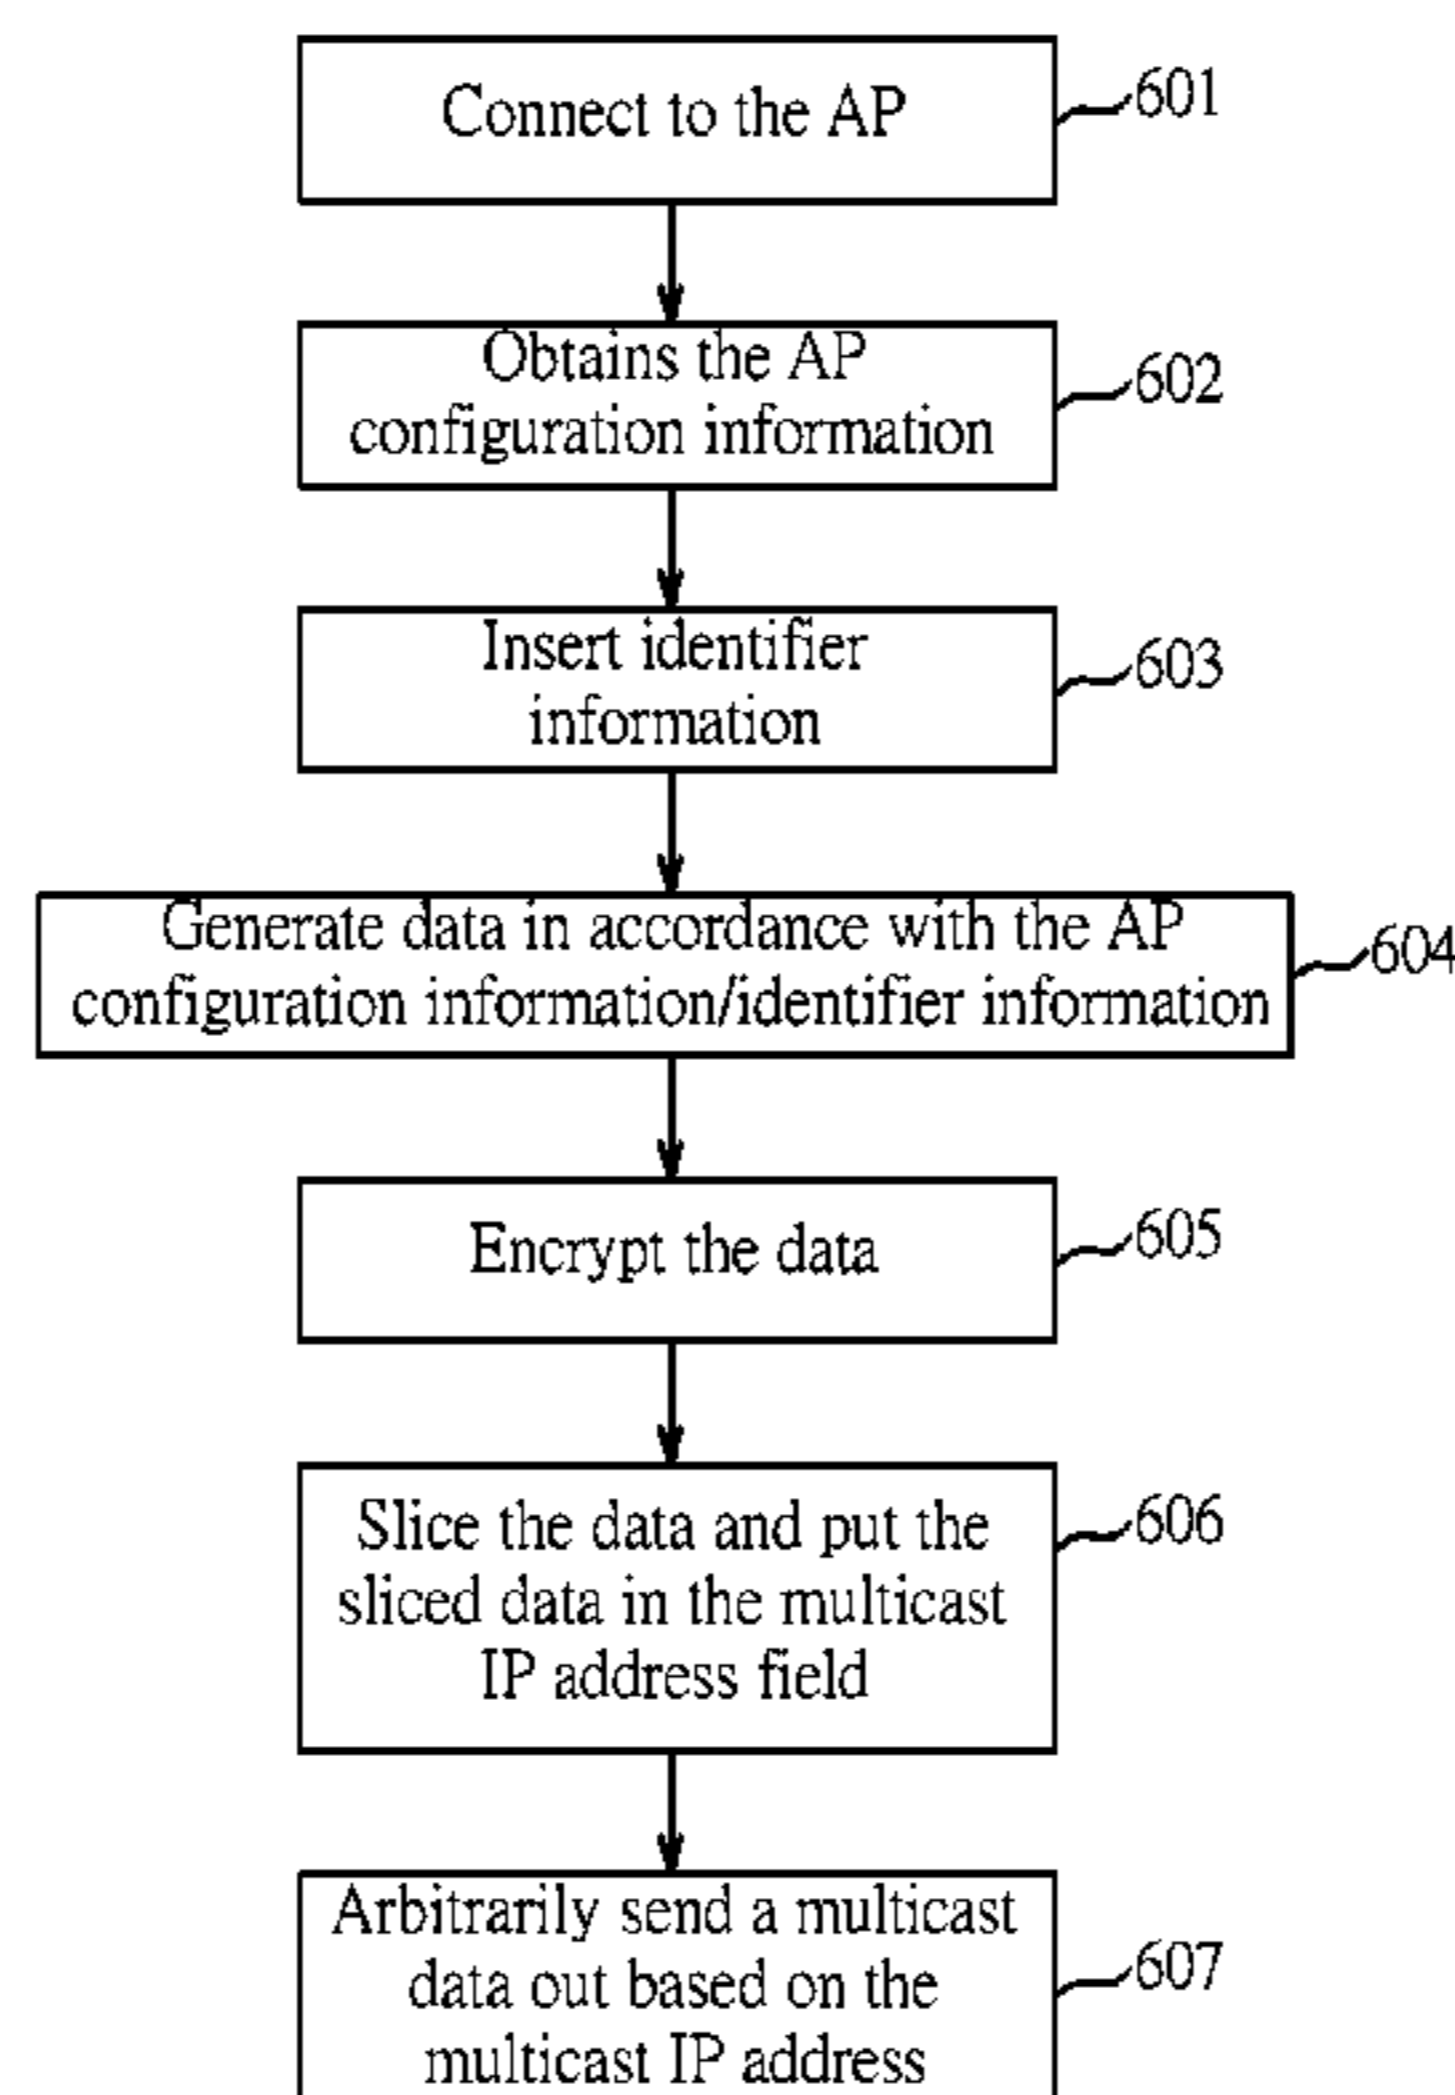 Connect to the AP
601
Obtains the AP
configuration information
602
Insert identifier
information
603
Generate data in accordance with the AP
configuration information/identifier information
604
Encrypt the data
605
Slice the data and put the
sliced data in the multicast
IP address field
606
Arbitrarily send a multicast
data out based on the
multicast IP address
607